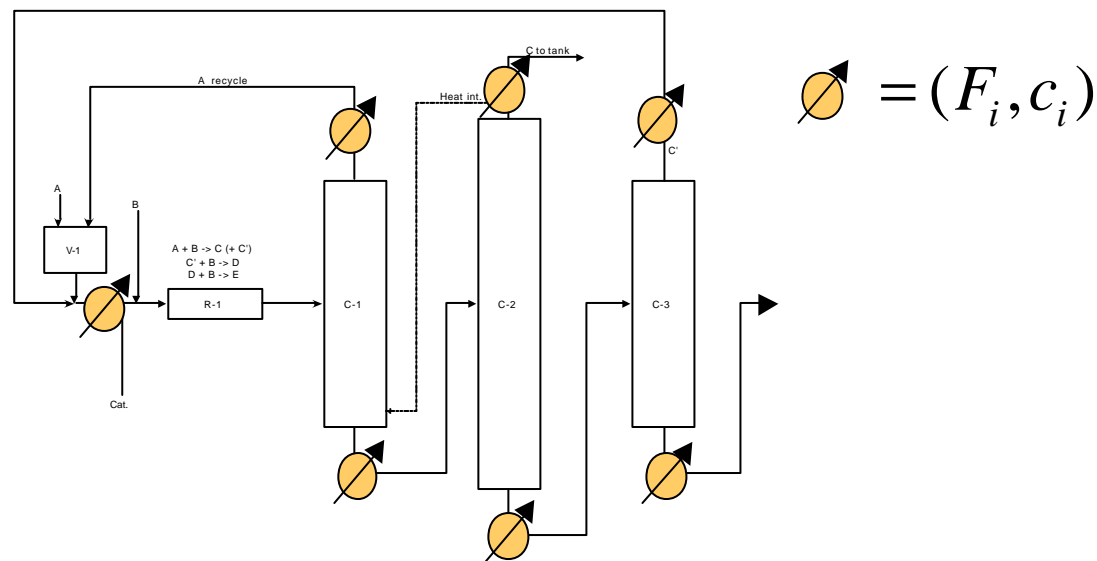 C to tank
A recycle
Heat int.
= (F_i, c_i)
C'
A
B
V-1
A + B -> C (+ C')
C' + B -> D
D + B -> E
R-1
C-1
C-2
C-3
Cat.